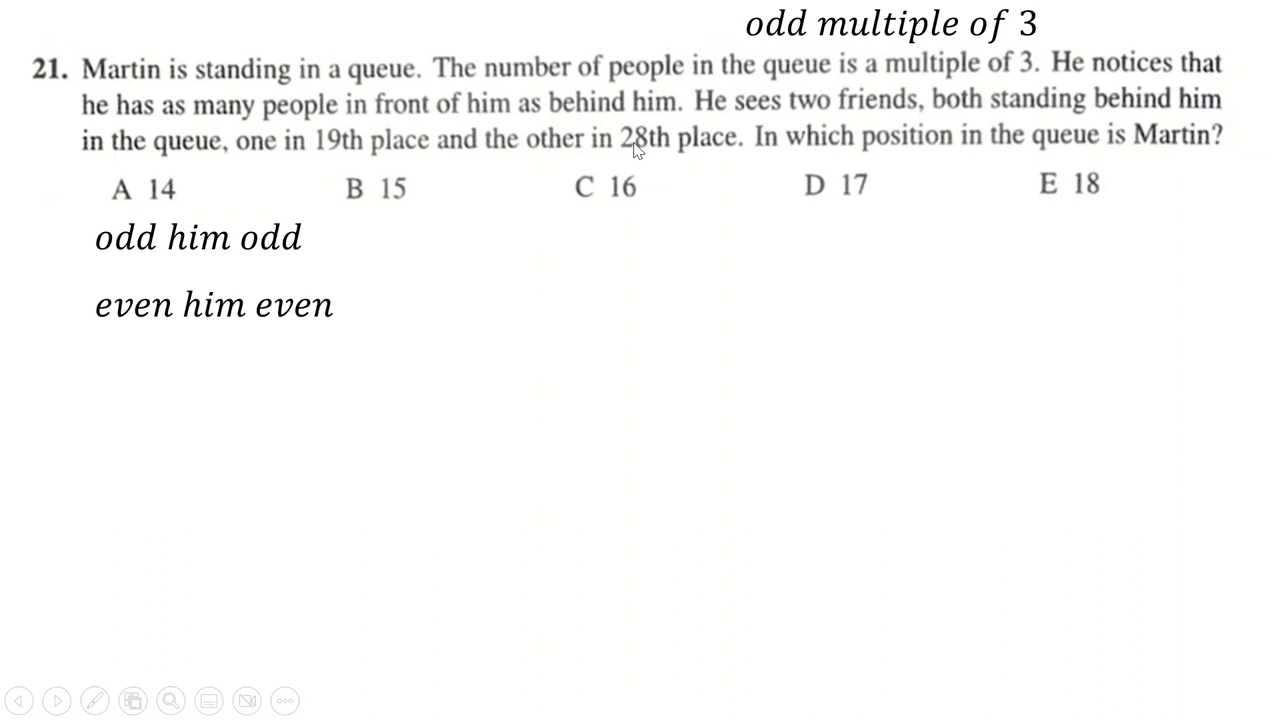 odd multiple of 3
21. Martin is standing in a queue. The number of people in the queue is a multiple of 3. He notices that
he has as many people in front of him as behind him. He sees two friends, both standing behind him
in the queue, one in 19th place and the other in 28th place. In which position in the queue is Martin?
A 14 B 15 C 16 D 17 E 18
odd him odd
even him even